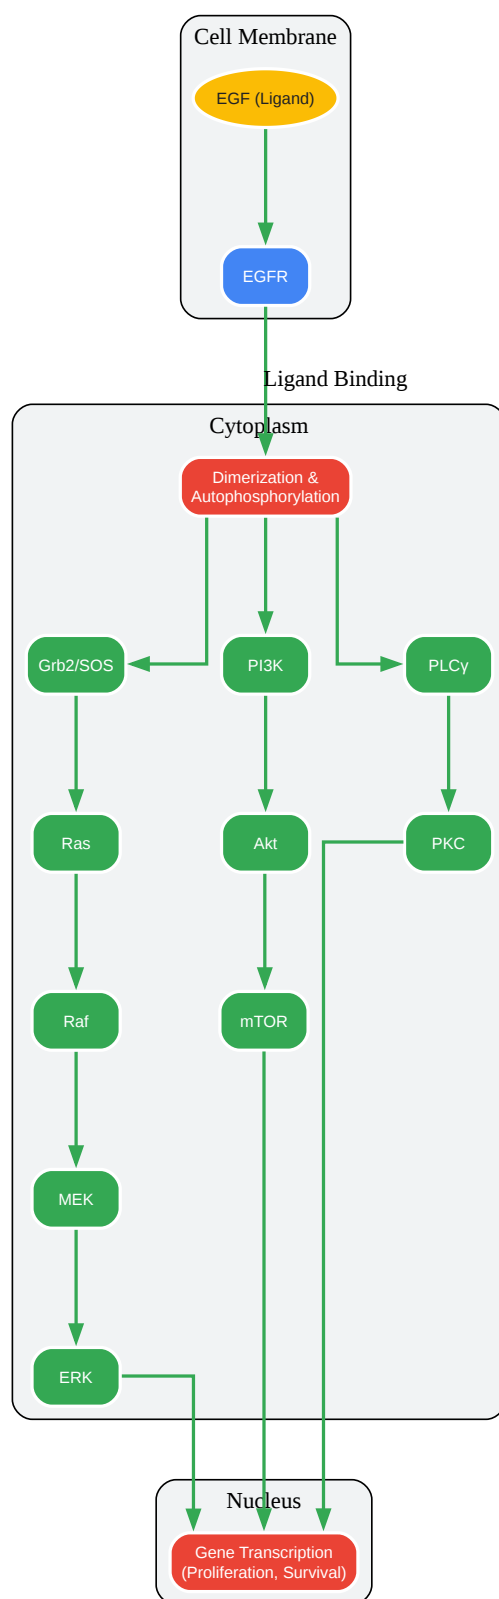 Cell Membrane
EGF (Ligand)
EGFR
Ligand Binding
Cytoplasm
Dimerization &
Autophosphorylation
Grb2/SOS
PI3K
PLCγ
Ras
Akt
PKC
Raf
mTOR
MEK
ERK
Nucleus
Gene Transcription
(Proliferation, Survival)